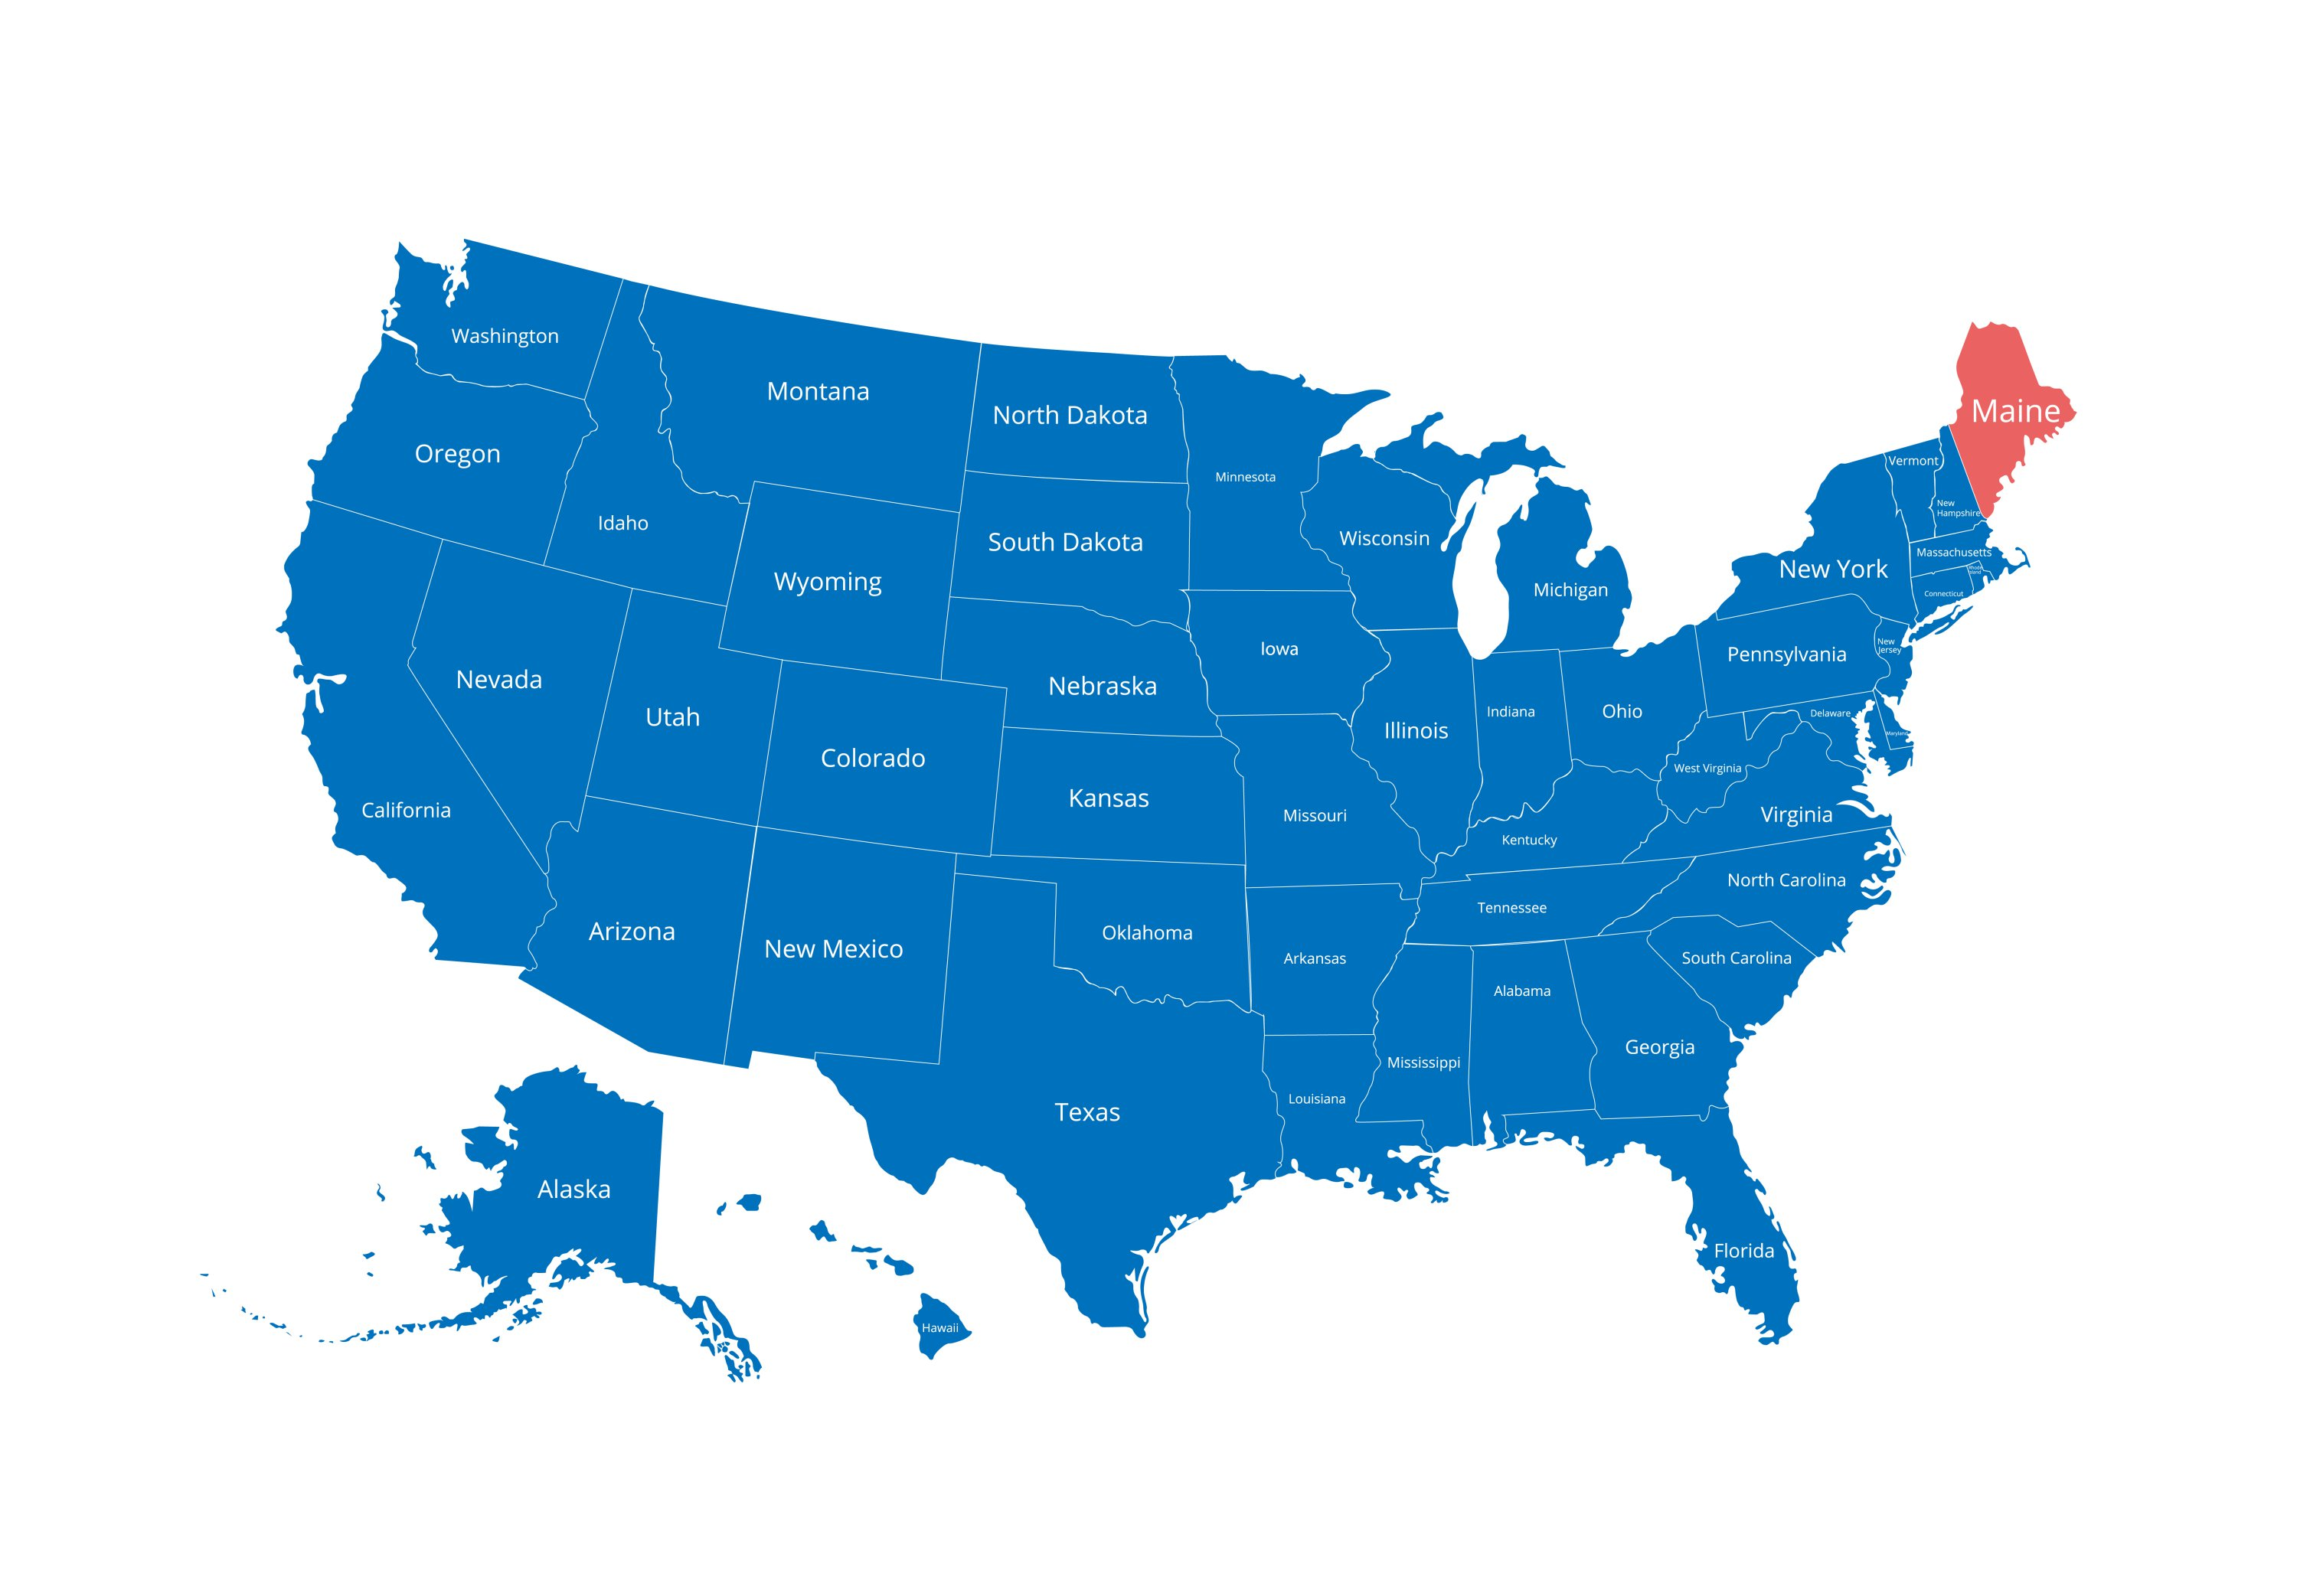 Washington
Montana
Maine
North Dakota
Oregon
Minnesota
Vermont
New
Hampshire
Idaho
South Dakota
Wisconsin
Massachusetts
Wyoming
Michigan
New York
Rhode
Island
Connecticut
Iowa
New
Jersey
Pennsylvania
Nevada
Nebraska
Utah
Indiana
Ohio
Delaware
Illinois
Maryland
Colorado
West Virginia
Kansas
California
Missouri
Virginia
Kentucky
North Carolina
Tennessee
Arizona
Oklahoma
New Mexico
Arkansas
South Carolina
Alabama
Georgia
Mississippi
Louisiana
Texas
Alaska
Florida
Hawaii